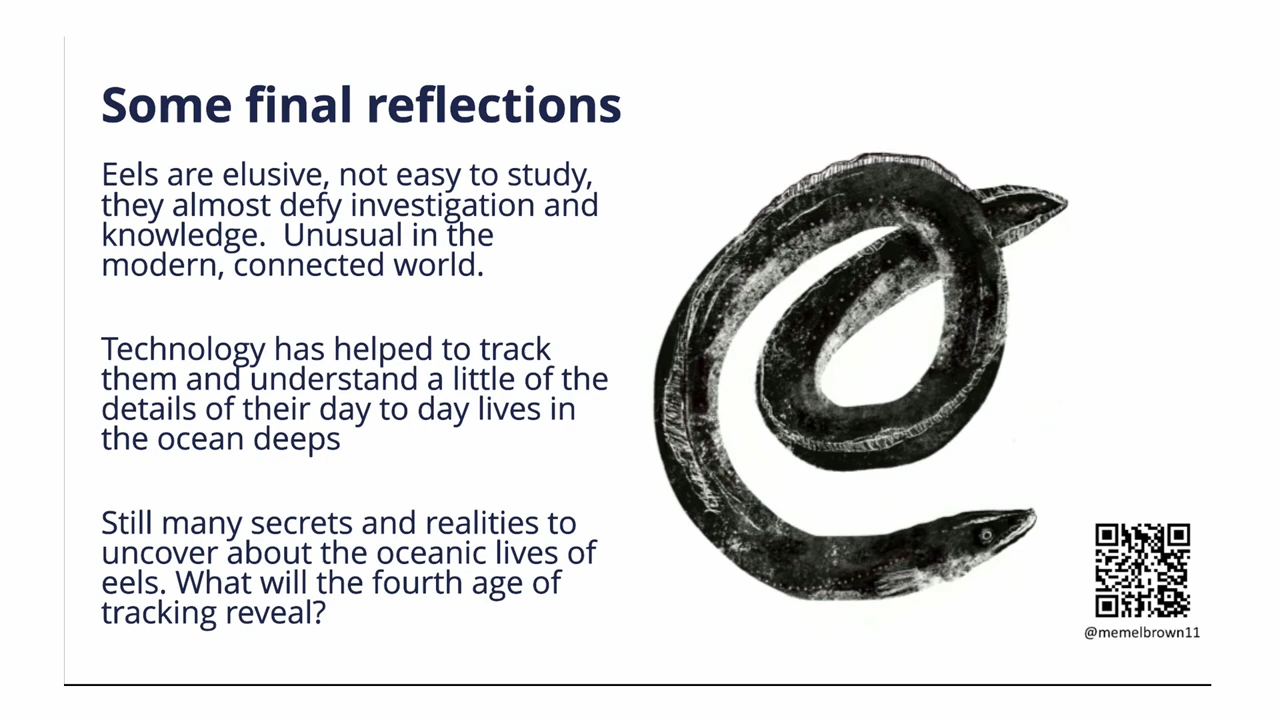 Some final reflections
Eels are elusive, not easy to study,
they almost defy investigation and
knowledge.  Unusual in the
modern, connected world.
Technology has helped to track
them and understand a little of the
details of their day to day lives in
the ocean deeps
Still many secrets and realities to
uncover about the oceanic lives of
eels. What will the fourth age of
tracking reveal?
@memelbrown11